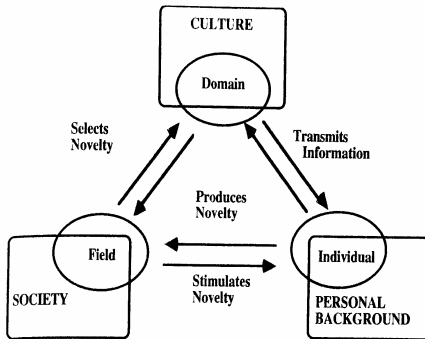 CULTURE
Domain
Selects
Novelty
Transmits
Information
Produces
Novelty
Field
Individual
Stimulates
Novelty
SOCIETY
PERSONAL
BACKGROUND